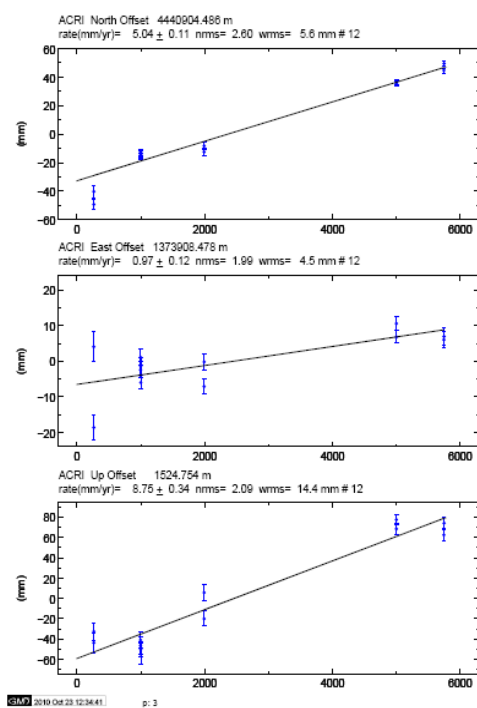 ACRI North Offset 4440904.486 m
rate(mm/yr)= 5.04 ± 0.11 nrms= 2.60 wrms= 5.6 mm # 12
60
40
20
0
−20
−40
−60
(mm)
0 2000 4000 6000
ACRI East Offset 1373908.478 m
rate(mm/yr)= 0.97 ± 0.12 nrms= 1.99 wrms= 4.5 mm # 12
20
10
0
−10
−20
(mm)
0 2000 4000 6000
ACRI Up Offset 1524.754 m
rate(mm/yr)= 8.75 ± 0.34 nrms= 2.09 wrms= 14.4 mm # 12
80
60
40
20
0
−20
−40
−60
(mm)
0 2000 4000 6000
GMD 2010 Oct 23 12:34:41 p: 3